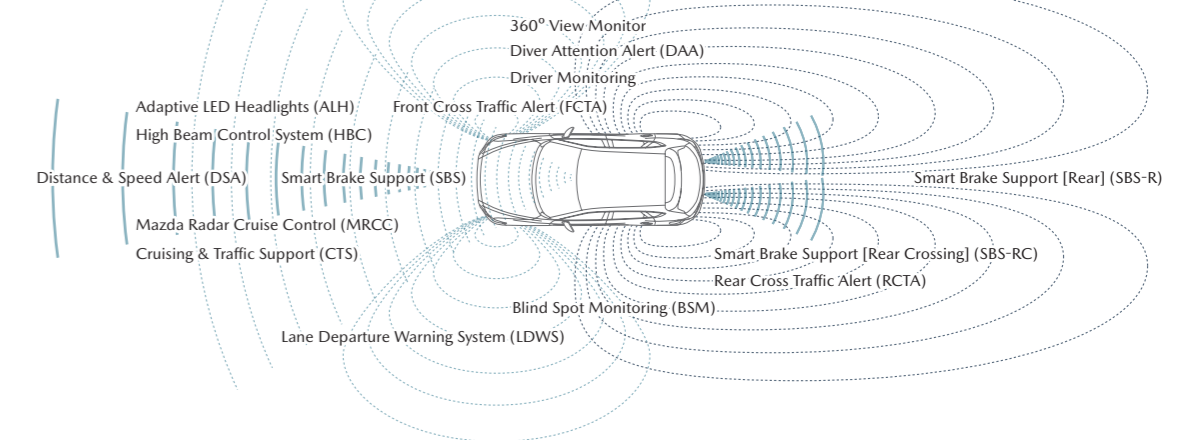 360° View Monitor
Diver Attention Alert (DAA)
Driver Monitoring
Adaptive LED Headlights (ALH)
Front Cross Traffic Alert (FCTA)
High Beam Control System (HBC)
Distance & Speed Alert (DSA)
Smart Brake Support (SBS)
Smart Brake Support [Rear] (SBS-R)
Mazda Radar Cruise Control (MRCC)
Cruising & Traffic Support (CTS)
Smart Brake Support [Rear Crossing] (SBS-RC)
Rear Cross Traffic Alert (RCTA)
Blind Spot Monitoring (BSM)
Lane Departure Warning System (LDWS)